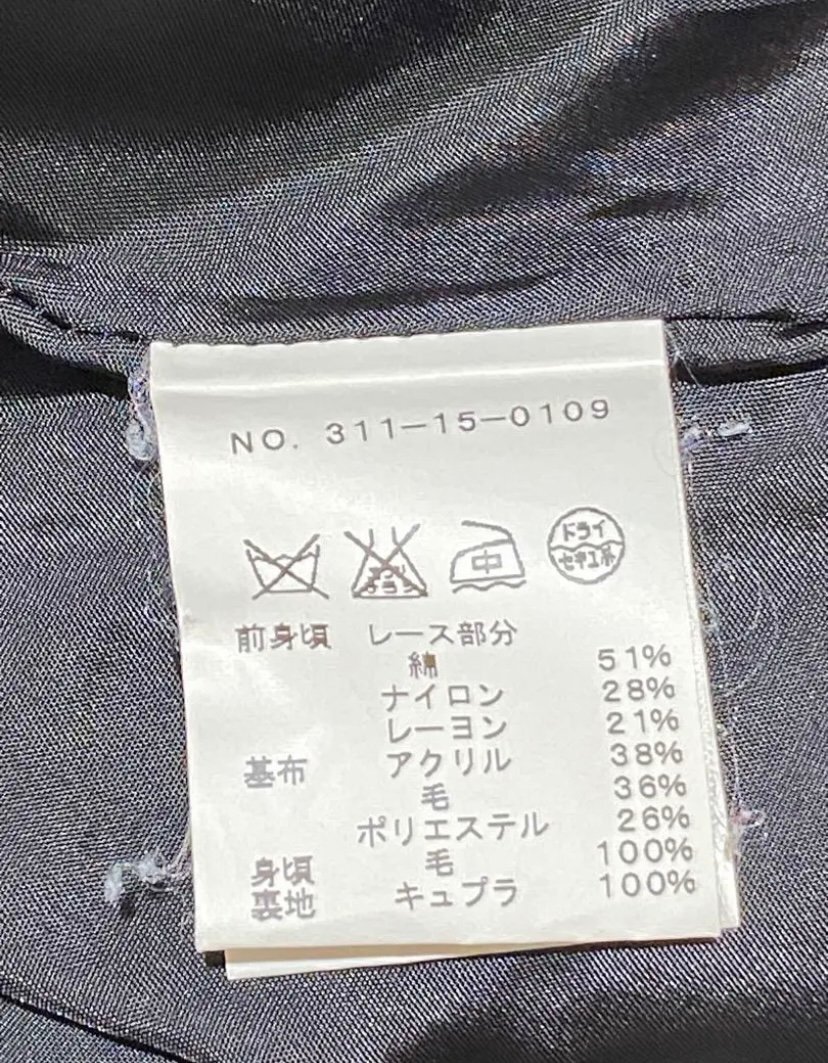 NO. 311-15-0109
中 ドライ
セキユ系
前身頃 レース部分
綿 51%
ナイロン 28%
レーヨン 21%
基布 アクリル 38%
毛 36%
ポリエステル 26%
身頃 毛 100%
裏地 キュプラ 100%